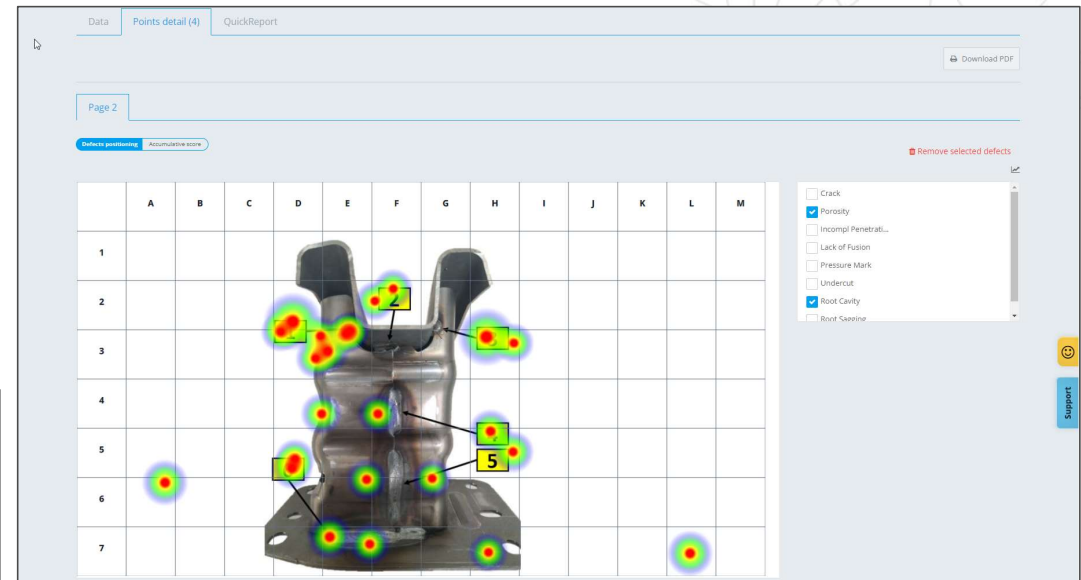 Data Points detail (4) QuickReport
Download PDF
Page 2
Defects positioning Accumulative score
Remove selected defects
A B C D E F G H I J K L M
1
2
3
4
5
6
7
2
5
Crack
Porosity
Incompl Penetrati...
Lack of Fusion
Pressure Mark
Undercut
Root Cavity
Root Sagging
Support